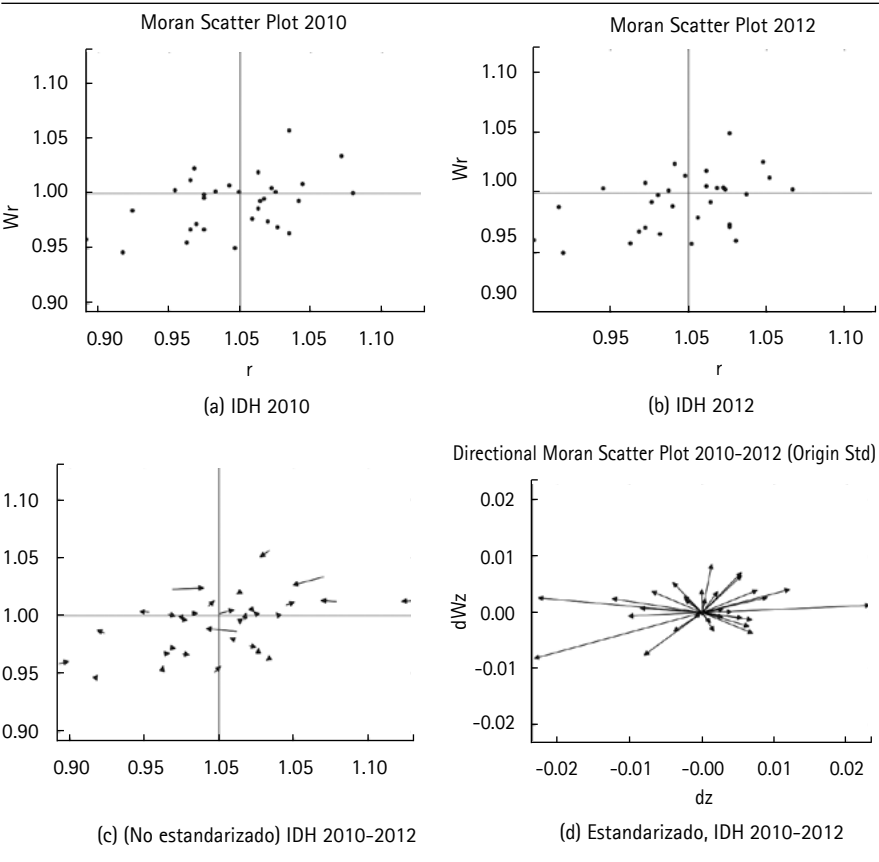 Moran Scatter Plot 2010
1.10
1.05
1.00
0.95
0.90
Wr
0.90 0.95 1.05 1.05 1.10
r
(a) IDH 2010
Moran Scatter Plot 2012
1.10
1.05
1.00
0.95
0.90
Wr
0.95 1.00 1.05 1.10
r
(b) IDH 2012
1.10
1.05
1.00
0.95
0.90
0.90 0.95 1.05 1.05 1.10
(c) (No estandarizado) IDH 2010-2012
Directional Moran Scatter Plot 2010-2012 (Origin Std)
0.02
0.01
0.00
-0.01
-0.02
dWz
-0.02 -0.01 -0.00 0.01 0.02
dz
(d) Estandarizado, IDH 2010-2012